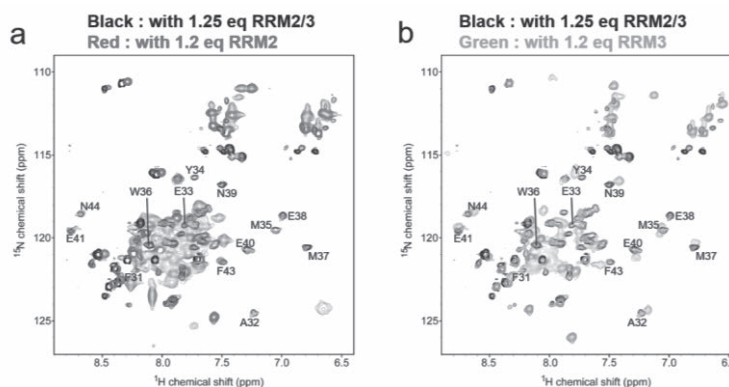 a
Black : with 1.25 eq RRM2/3
Red : with 1.2 eq RRM2
110
115
120
125
¹⁵N chemical shift (ppm)
Y34
W36
E33
N39
N44
E41
E38
M35
E40
M37
F31
F43
A32
8.5
8.0
7.5
7.0
6.5
¹H chemical shift (ppm)
b
Black : with 1.25 eq RRM2/3
Green : with 1.2 eq RRM3
110
115
120
125
¹⁵N chemical shift (ppm)
Y34
W36
E33
N39
N44
E41
M35
E38
E40
M37
F31
F43
A32
8.5
8.0
7.5
7.0
6.5
¹H chemical shift (ppm)